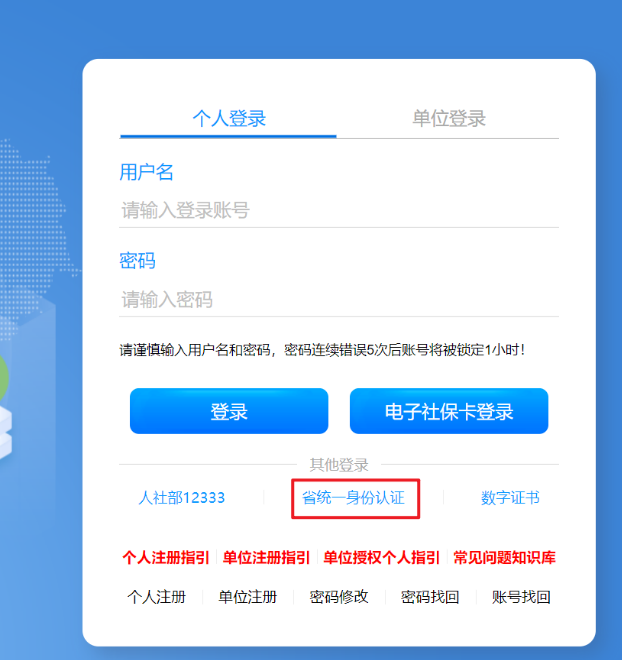 个人登录 单位登录
用户名
请输入登录账号
密码
请输入密码
请谨慎输入用户名和密码，密码连续错误5次后账号将被锁定1小时！
登录 电子社保卡登录
其他登录
人社部12333 省统一身份认证 数字证书
个人注册指引 单位注册指引 单位授权个人指引 常见问题知识库
个人注册 单位注册 密码修改 密码找回 账号找回